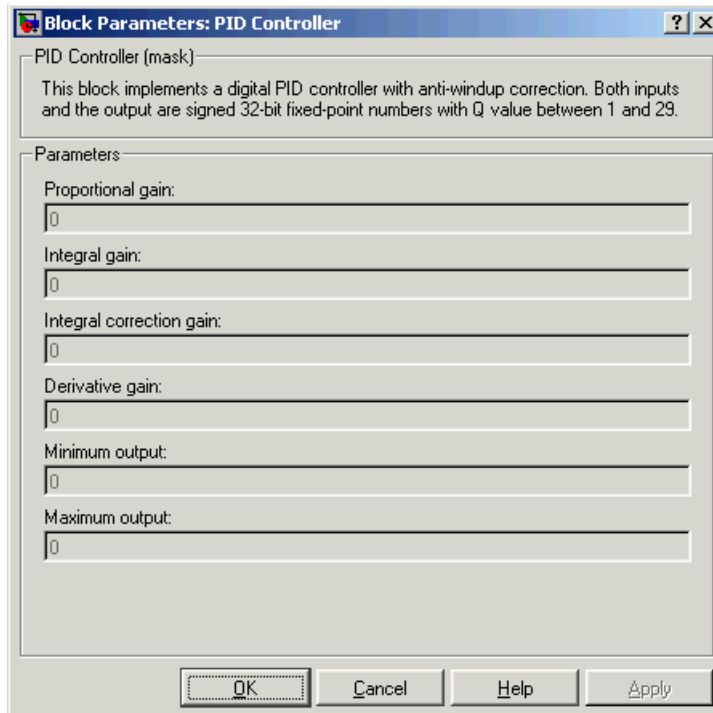 Block Parameters: PID Controller
PID Controller (mask)
This block implements a digital PID controller with anti-windup correction. Both inputs
and the output are signed 32-bit fixed-point numbers with Q value between 1 and 29.
Parameters
Proportional gain:
0
Integral gain:
0
Integral correction gain:
0
Derivative gain:
0
Minimum output:
0
Maximum output:
0
OK Cancel Help Apply